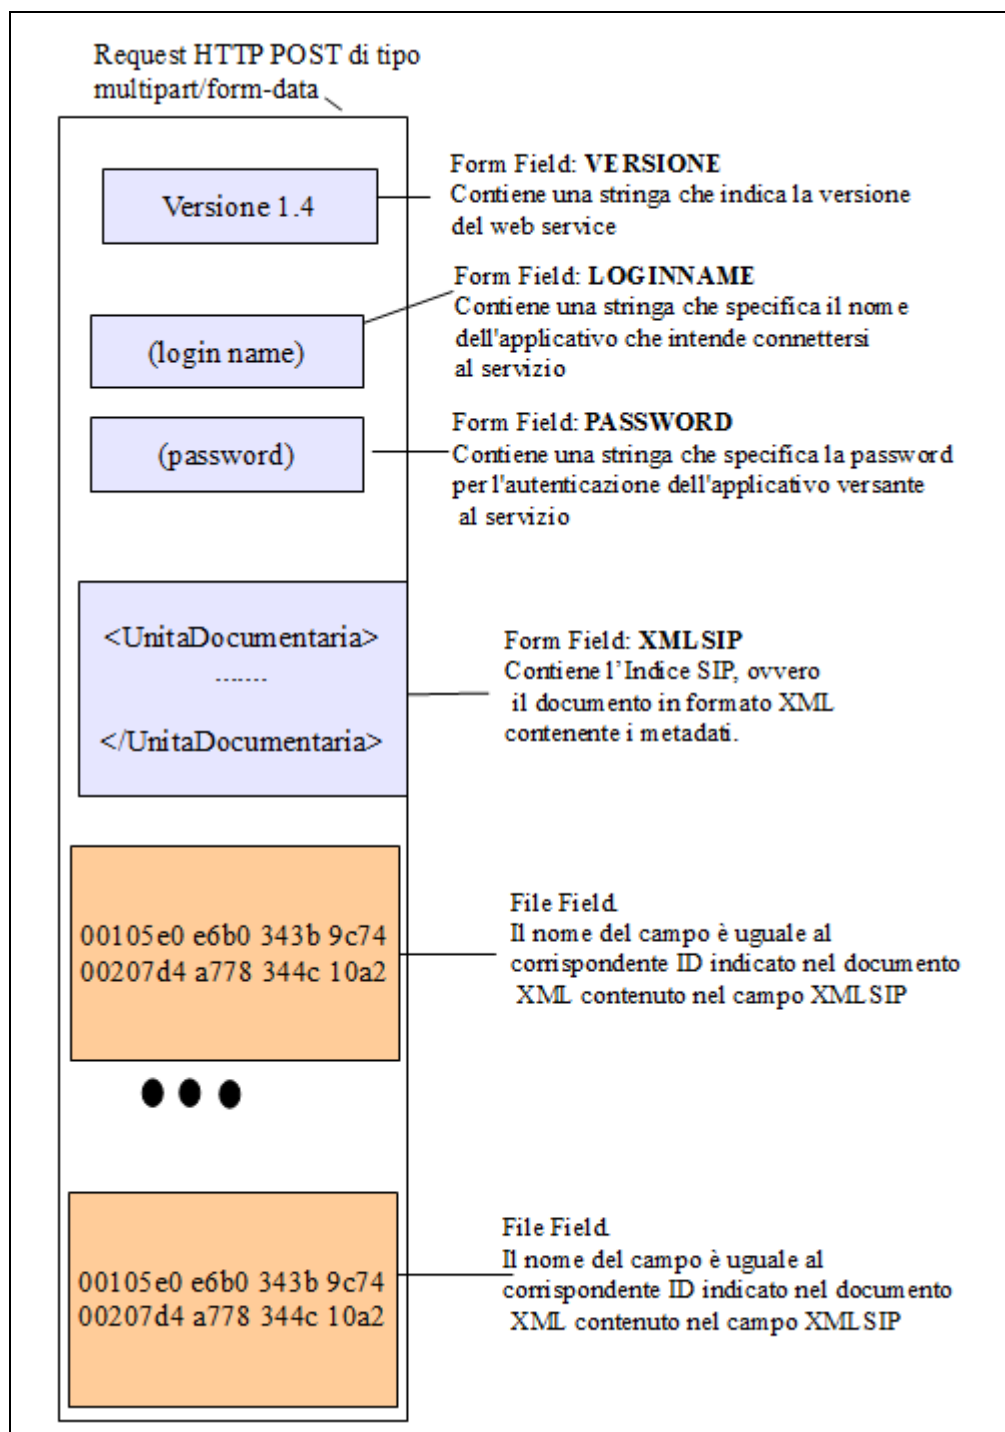 Request HTTP POST di tipo
multipart/form-data
Versione 1.4
Form Field: VERSIONE
Contiene una stringa che indica la versione
del web service
(login name)
Form Field: LOGINNAME
Contiene una stringa che specifica il nome
dell'applicativo che intende connettersi
al servizio
(password)
Form Field: PASSWORD
Contiene una stringa che specifica la password
per l'autenticazione dell'applicativo versante
al servizio
<UnitaDocumentaria>
.......
</UnitaDocumentaria>
Form Field: XMLSIP
Contiene l’Indice SIP, ovvero
il documento in formato XML
contenente i metadati.
00105e0 e6b0 343b 9c74
00207d4 a778 344c 10a2
File Field.
Il nome del campo è uguale al
corrispondente ID indicato nel documento
XML contenuto nel campo XMLSIP
00105e0 e6b0 343b 9c74
00207d4 a778 344c 10a2
File Field.
Il nome del campo è uguale al
corrispondente ID indicato nel documento
XML contenuto nel campo XMLSIP